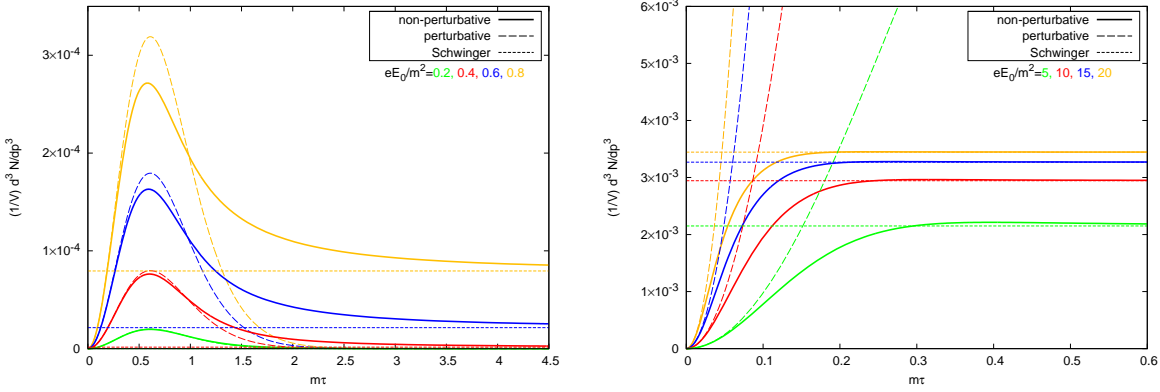 non-perturbative
perturbative
Schwinger
eE₀/m²=0.2, 0.4, 0.6, 0.8
3×10⁻⁴
2×10⁻⁴
1×10⁻⁴
0
0 0.5 1 1.5 2 2.5 3 3.5 4 4.5
mτ
(1/V) d³ N/dp³
non-perturbative
perturbative
Schwinger
eE₀/m²=5, 10, 15, 20
6×10⁻³
5×10⁻³
4×10⁻³
3×10⁻³
2×10⁻³
1×10⁻³
0
0 0.1 0.2 0.3 0.4 0.5 0.6
mτ
(1/V) d³ N/dp³